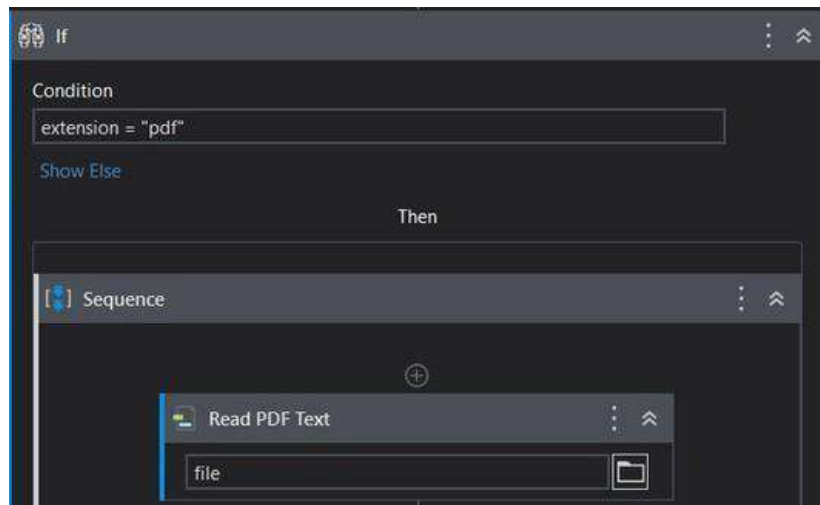 If
Condition
extension = "pdf"
Show Else
Then
Sequence
Read PDF Text
file